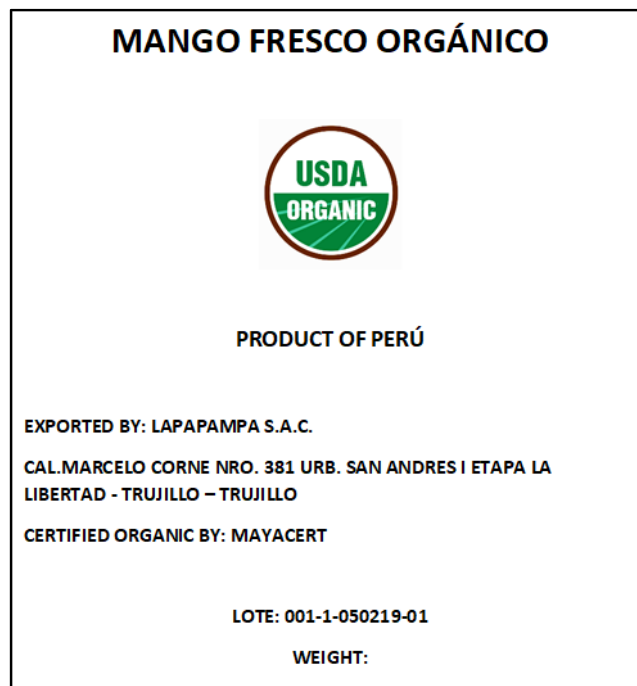 MANGO FRESCO ORGÁNICO
USDA
ORGANIC
PRODUCT OF PERÚ
EXPORTED BY: LAPAPAMPA S.A.C.
CAL.MARCELO CORNE NRO. 381 URB. SAN ANDRES I ETAPA LA
LIBERTAD - TRUJILLO – TRUJILLO
CERTIFIED ORGANIC BY: MAYACERT
LOTE: 001-1-050219-01
WEIGHT: